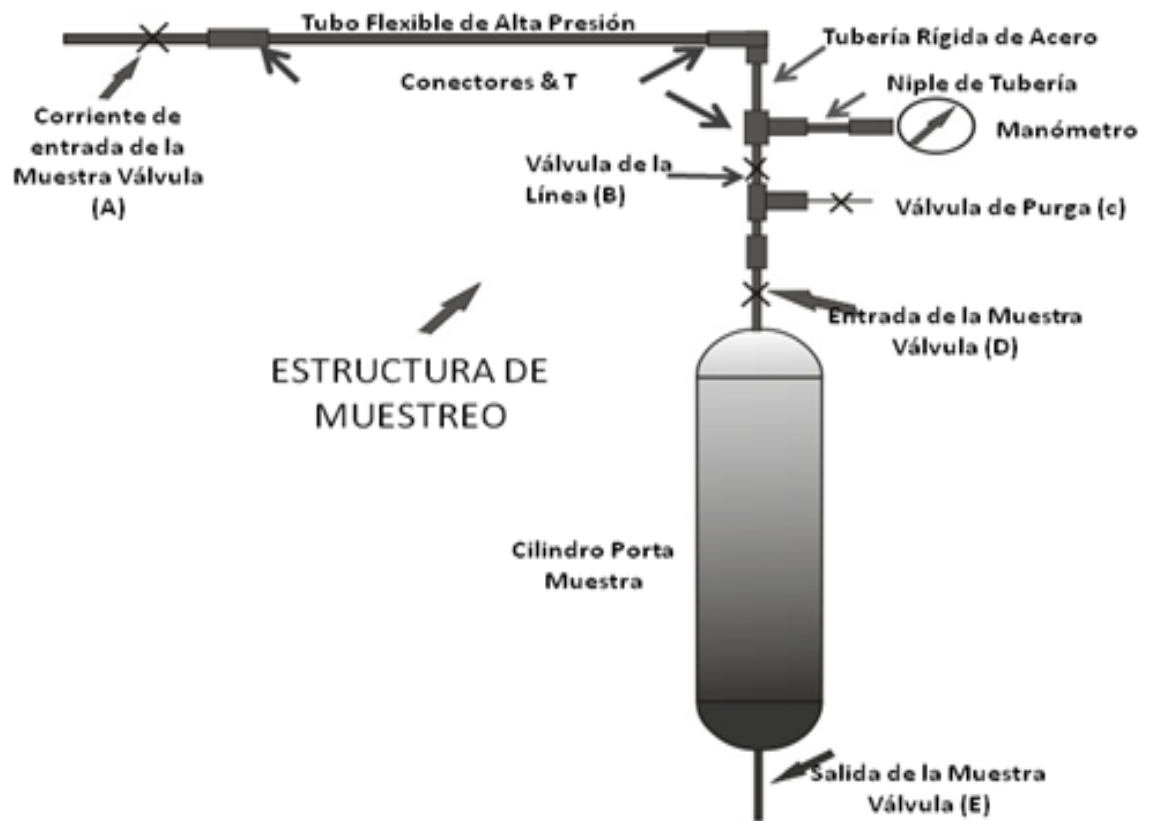 Tubo Flexible de Alta Presión
Tubería Rígida de Acero
Conectores & T
Niple de Tubería
Corriente de
entrada de la
Muestra Válvula
(A)
Manómetro
Válvula de la
Línea (B)
Válvula de Purga (c)
Entrada de la Muestra
Válvula (D)
ESTRUCTURA DE
MUESTREO
Cilindro Porta
Muestra
Salida de la Muestra
Válvula (E)